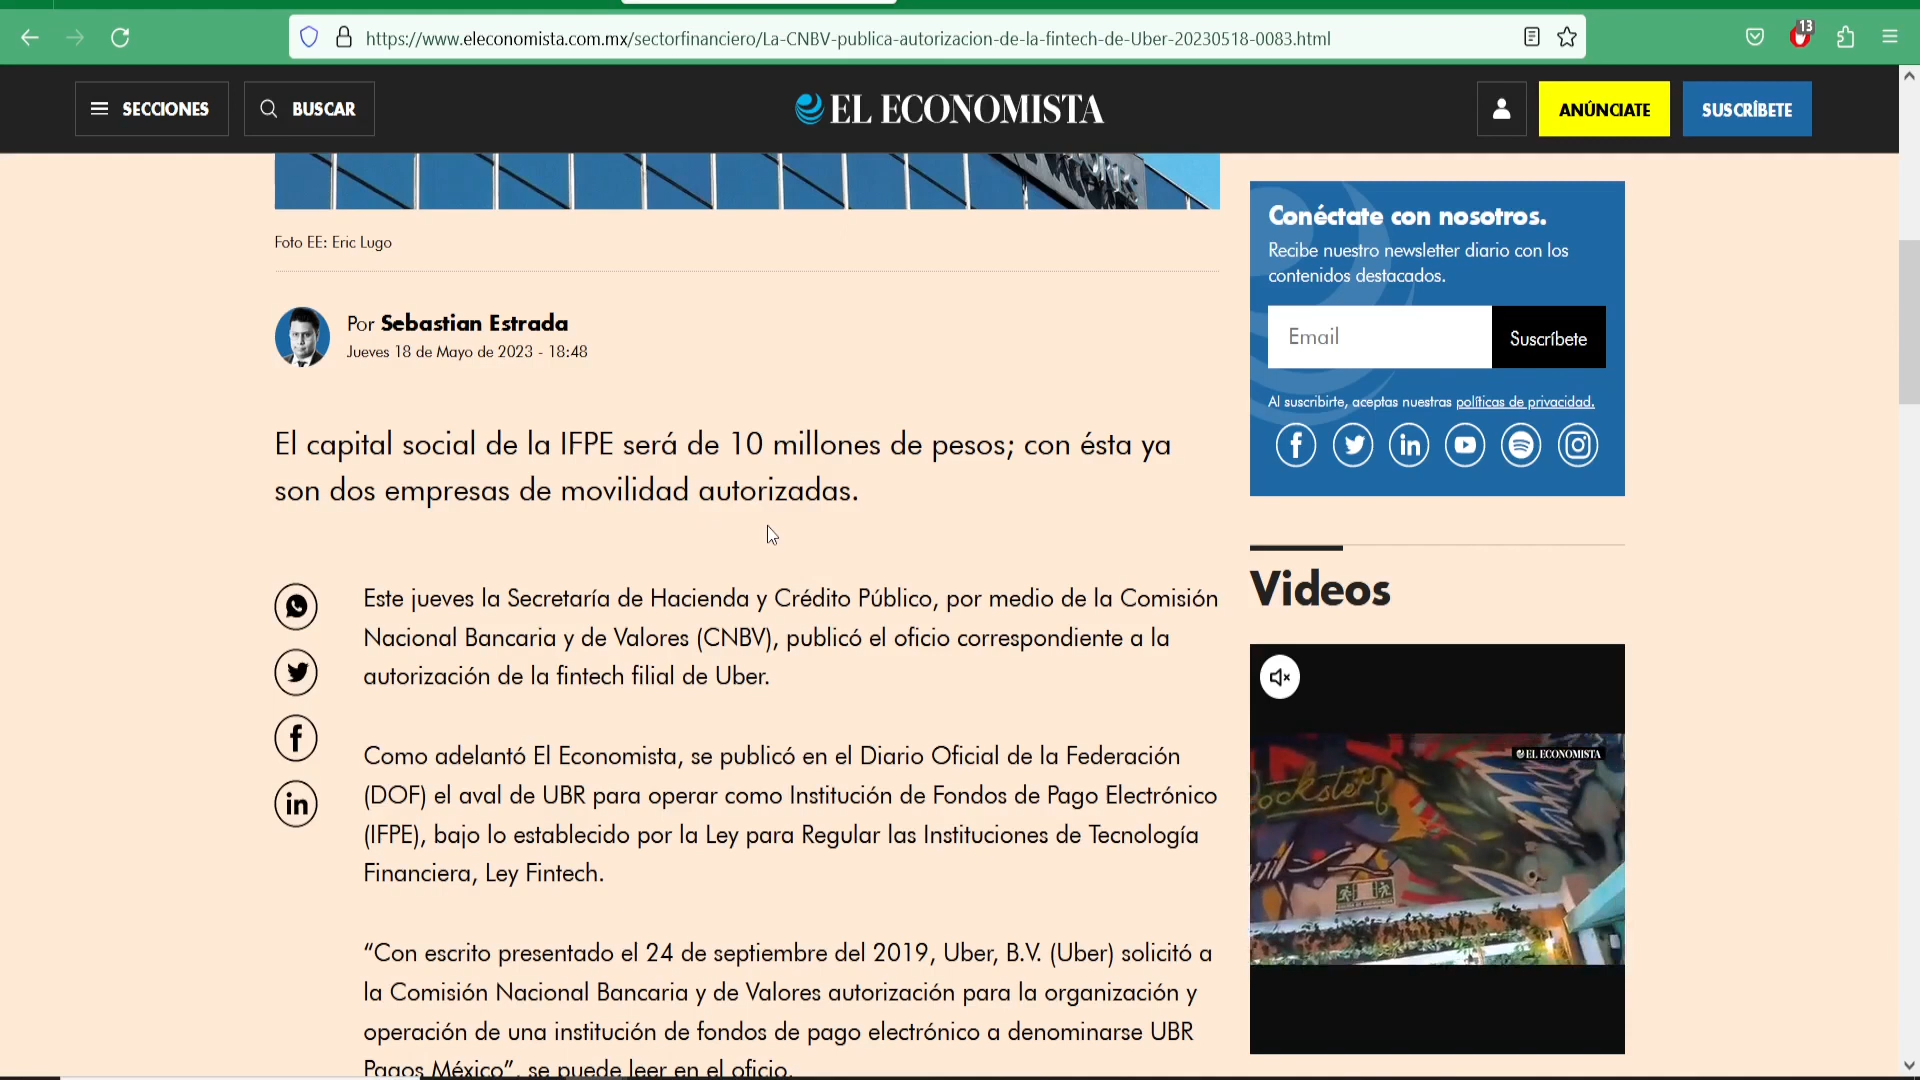 https://www.eleconomista.com.mx/sectorfinanciero/La-CNBV-publica-autorizacion-de-la-fintech-de-Uber-20230518-0083.html
13
SECCIONES
BUSCAR
EL ECONOMISTA
ANÚNCIATE
SUSCRÍBETE
Foto EE: Eric Lugo
Por Sebastian Estrada
Jueves 18 de Mayo de 2023 - 18:48
El capital social de la IFPE será de 10 millones de pesos; con ésta ya
son dos empresas de movilidad autorizadas.
Este jueves la Secretaría de Hacienda y Crédito Público, por medio de la Comisión
Nacional Bancaria y de Valores (CNBV), publicó el oficio correspondiente a la
autorización de la fintech filial de Uber.
Como adelantó El Economista, se publicó en el Diario Oficial de la Federación
(DOF) el aval de UBR para operar como Institución de Fondos de Pago Electrónico
(IFPE), bajo lo establecido por la Ley para Regular las Instituciones de Tecnología
Financiera, Ley Fintech.
“Con escrito presentado el 24 de septiembre del 2019, Uber, B.V. (Uber) solicitó a
la Comisión Nacional Bancaria y de Valores autorización para la organización y
operación de una institución de fondos de pago electrónico a denominarse UBR
Pagos México”, se puede leer en el oficio.
Conéctate con nosotros.
Recibe nuestro newsletter diario con los
contenidos destacados.
Email
Suscríbete
Al suscribirte, aceptas nuestras políticas de privacidad.
Videos
EL ECONOMISTA